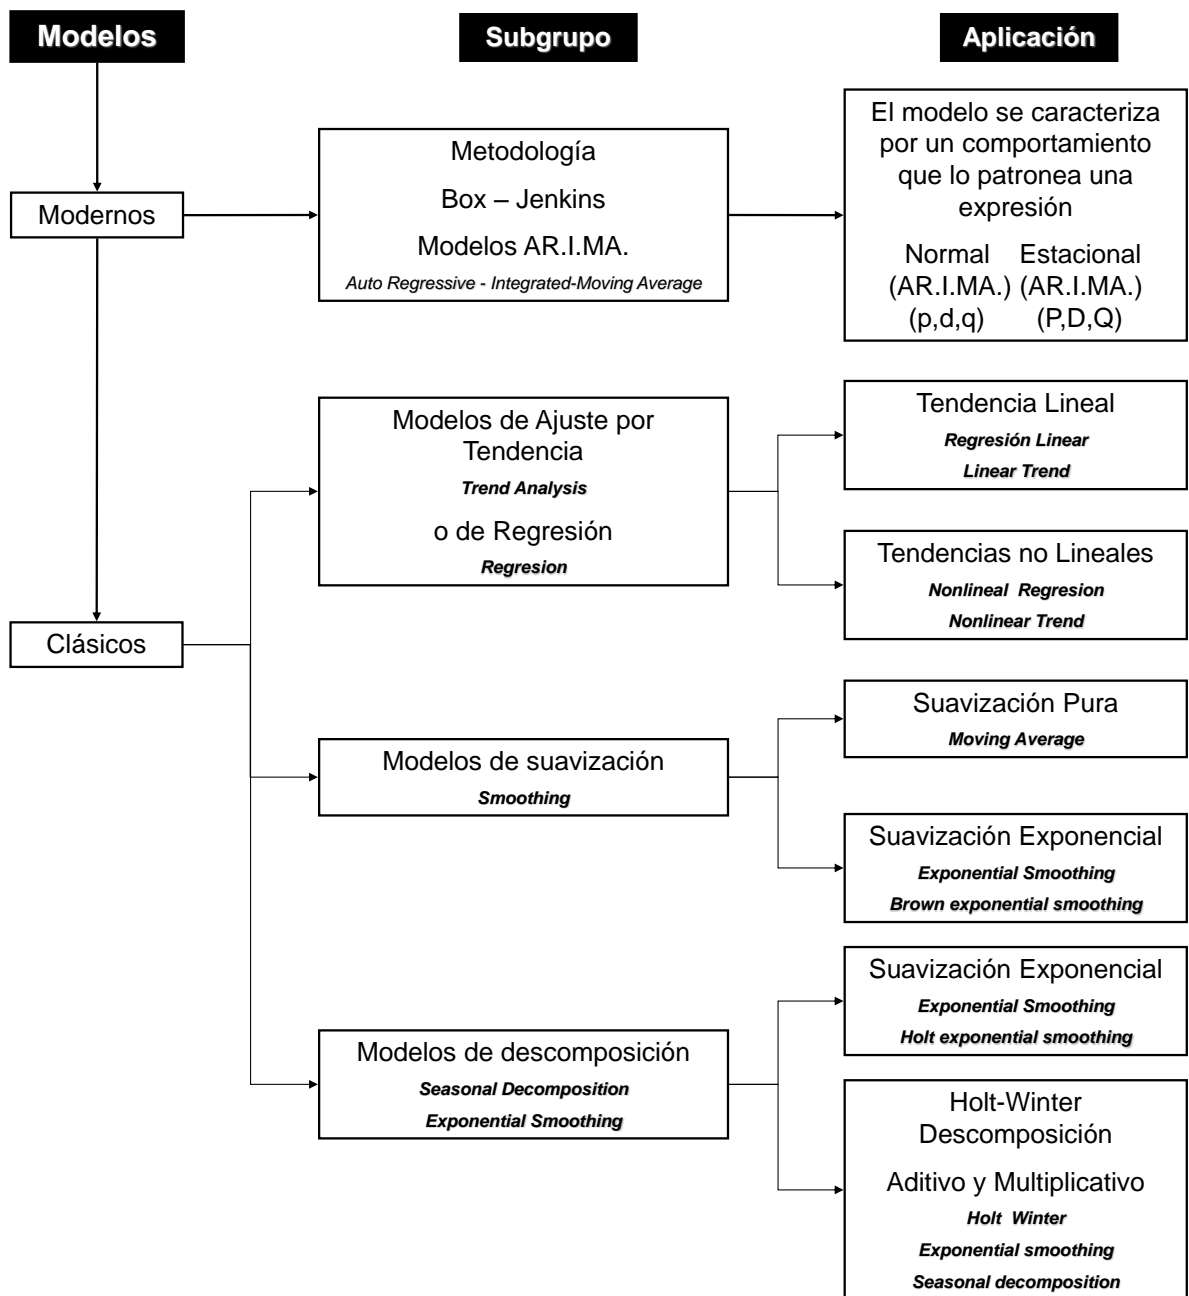 Modelos
Subgrupo
Aplicación
Modernos
Metodología
Box – Jenkins
Modelos AR.I.MA.
Auto Regressive - Integrated-Moving Average
El modelo se caracteriza
por un comportamiento
que lo patronea una
expresión
Normal Estacional
(AR.I.MA.) (AR.I.MA.)
(p,d,q) (P,D,Q)
Clásicos
Modelos de Ajuste por
Tendencia
Trend Analysis
o de Regresión
Regresion
Tendencia Lineal
Regresión Linear
Linear Trend
Tendencias no Lineales
Nonlineal Regresion
Nonlinear Trend
Modelos de suavización
Smoothing
Suavización Pura
Moving Average
Suavización Exponencial
Exponential Smoothing
Brown exponential smoothing
Modelos de descomposición
Seasonal Decomposition
Exponential Smoothing
Suavización Exponencial
Exponential Smoothing
Holt exponential smoothing
Holt-Winter
Descomposición
Aditivo y Multiplicativo
Holt Winter
Exponential smoothing
Seasonal decomposition